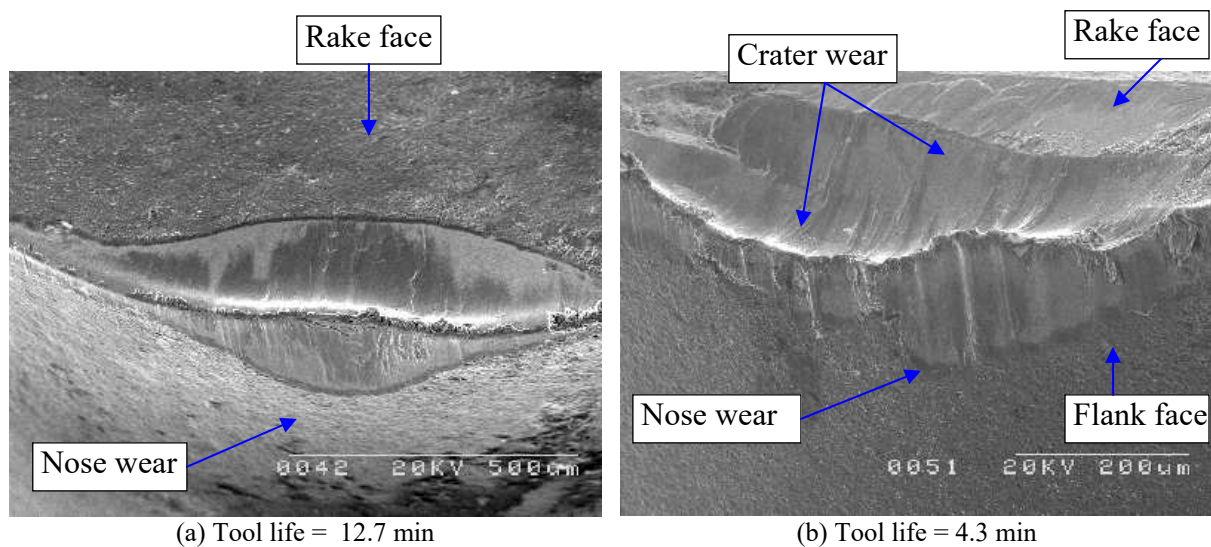 Rake face
Nose wear
0042 20KV 500um
(a) Tool life = 12.7 min
Crater wear
Rake face
Nose wear
Flank face
0051 20KV 200um
(b) Tool life = 4.3 min